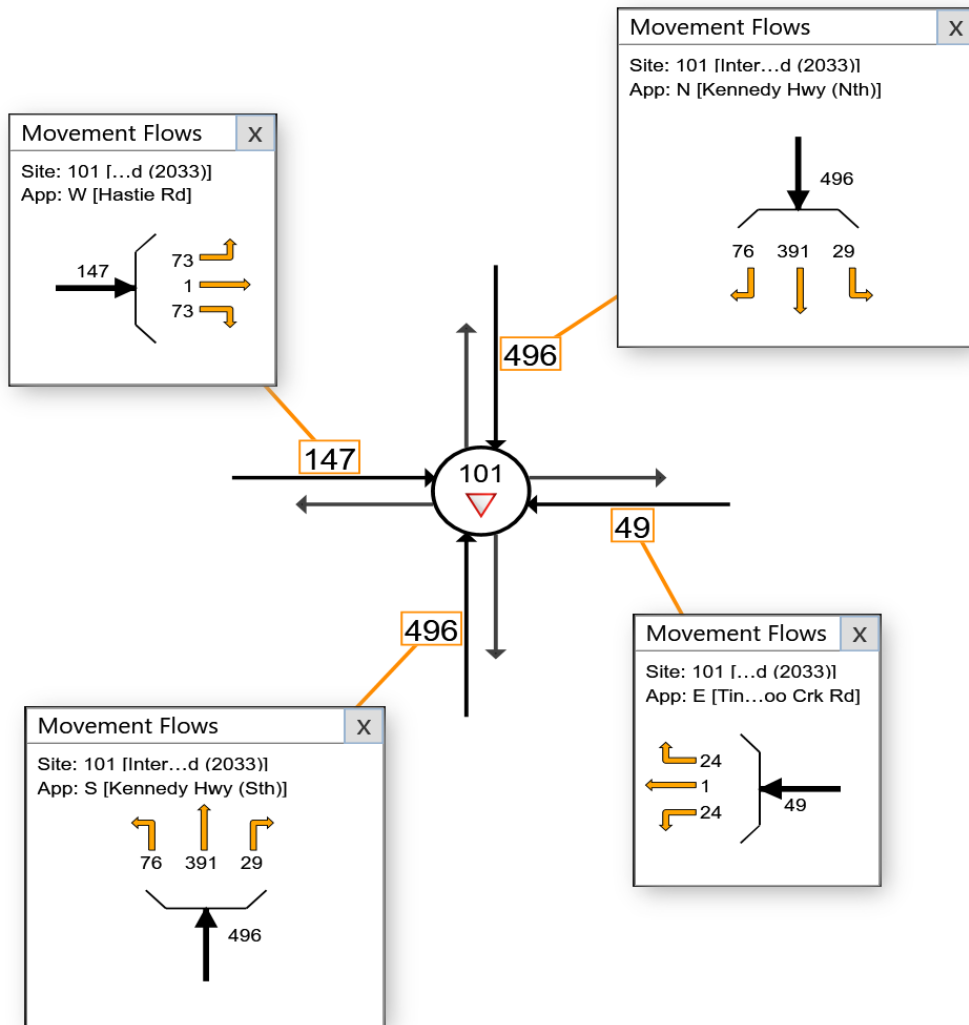 Movement Flows X
Site: 101 [Inter...d (2033)]
App: N [Kennedy Hwy (Nth)]
496
76 391 29
Movement Flows X
Site: 101 [...d (2033)]
App: W [Hastie Rd]
147
73
1
73
496
147
101
49
496
Movement Flows X
Site: 101 [...d (2033)]
App: E [Tin...oo Crk Rd]
24
1
24
49
Movement Flows X
Site: 101 [Inter...d (2033)]
App: S [Kennedy Hwy (Sth)]
76 391 29
496